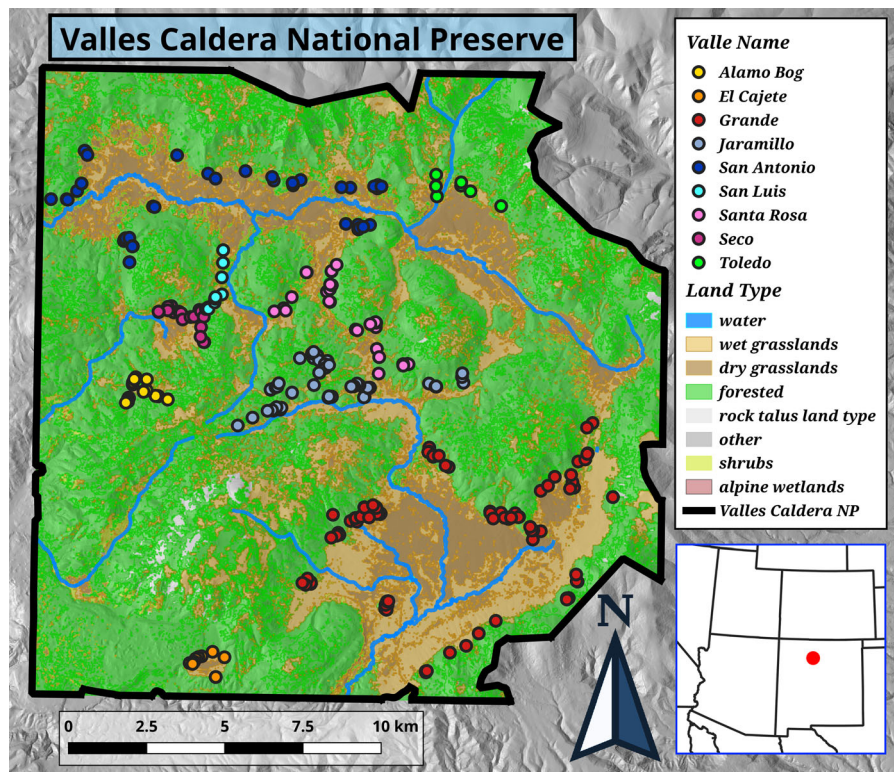 Valles Caldera National Preserve
Valle Name
Alamo Bog
El Cajete
Grande
Jaramillo
San Antonio
San Luis
Santa Rosa
Seco
Toledo
Land Type
water
wet grasslands
dry grasslands
forested
rock talus land type
other
shrubs
alpine wetlands
Valles Caldera NP
N
0 2.5 5 7.5 10 km